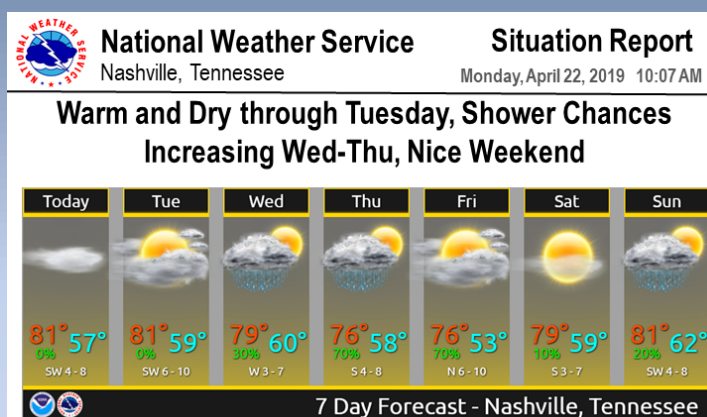 NATIONAL WEATHER SERVICE
National Weather Service
Nashville, Tennessee
Situation Report
Monday, April 22, 2019 10:07 AM
Warm and Dry through Tuesday, Shower Chances
Increasing Wed-Thu, Nice Weekend
Today Tue Wed Thu Fri Sat Sun
81° 57° 81° 59° 79° 60° 76° 58° 76° 53° 79° 59° 81° 62°
0% 0% 30% 70% 70% 10% 20%
SW 4 - 8 SW 6 - 10 W 3 - 7 S 4 - 8 N 6 - 10 S 3 - 7 SW 4 - 8
7 Day Forecast - Nashville, Tennessee